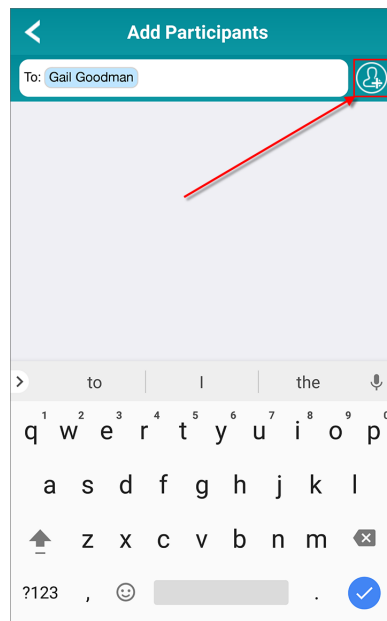 Add Participants
To: Gail Goodman
to I the
1 2 3 4 5 6 7 8 9 0
q w e r t y u i o p
a s d f g h j k l
z x c v b n m
?123 , .